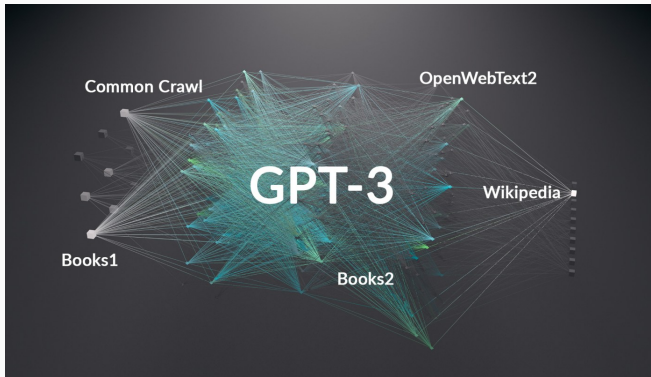 Common Crawl
OpenWebText2
GPT-3
Wikipedia
Books1
Books2